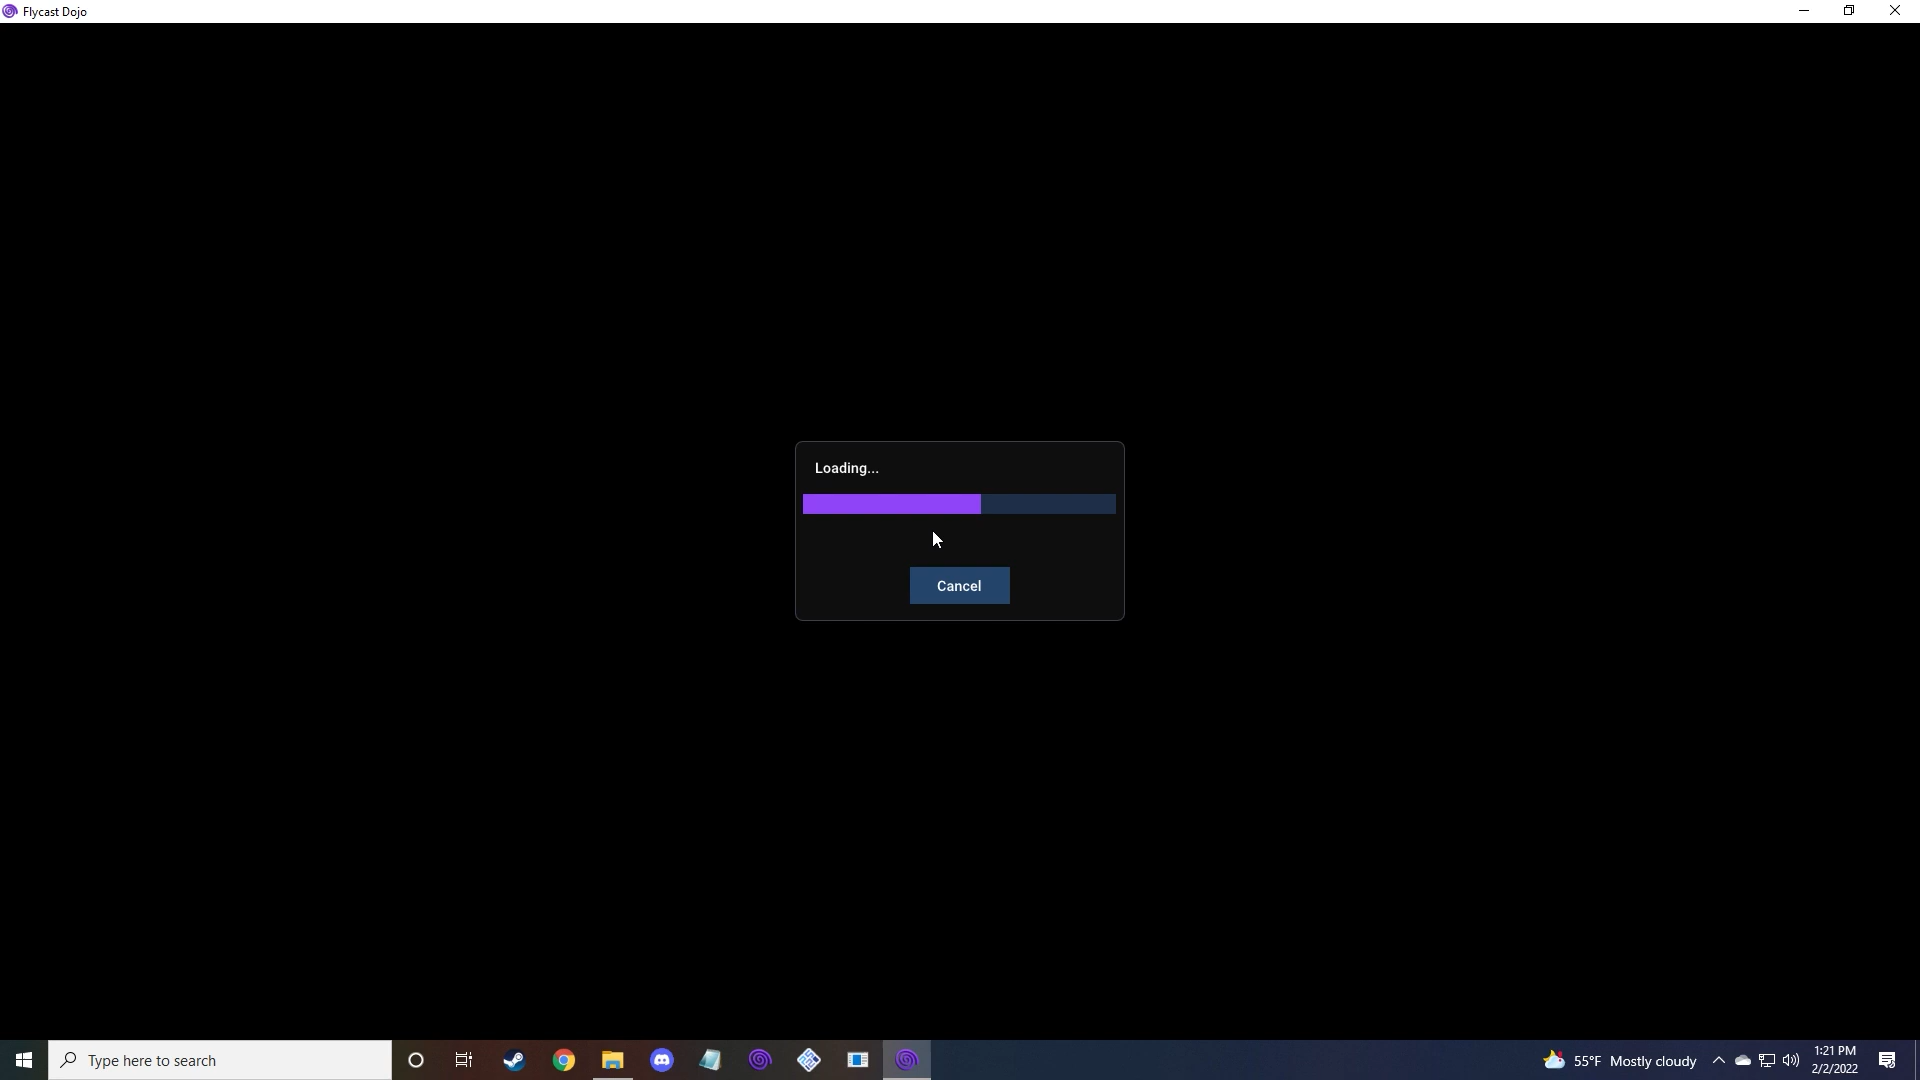 Flycast Dojo
Loading...
Cancel
Type here to search
55°F Mostly cloudy
1:21 PM
2/2/2022